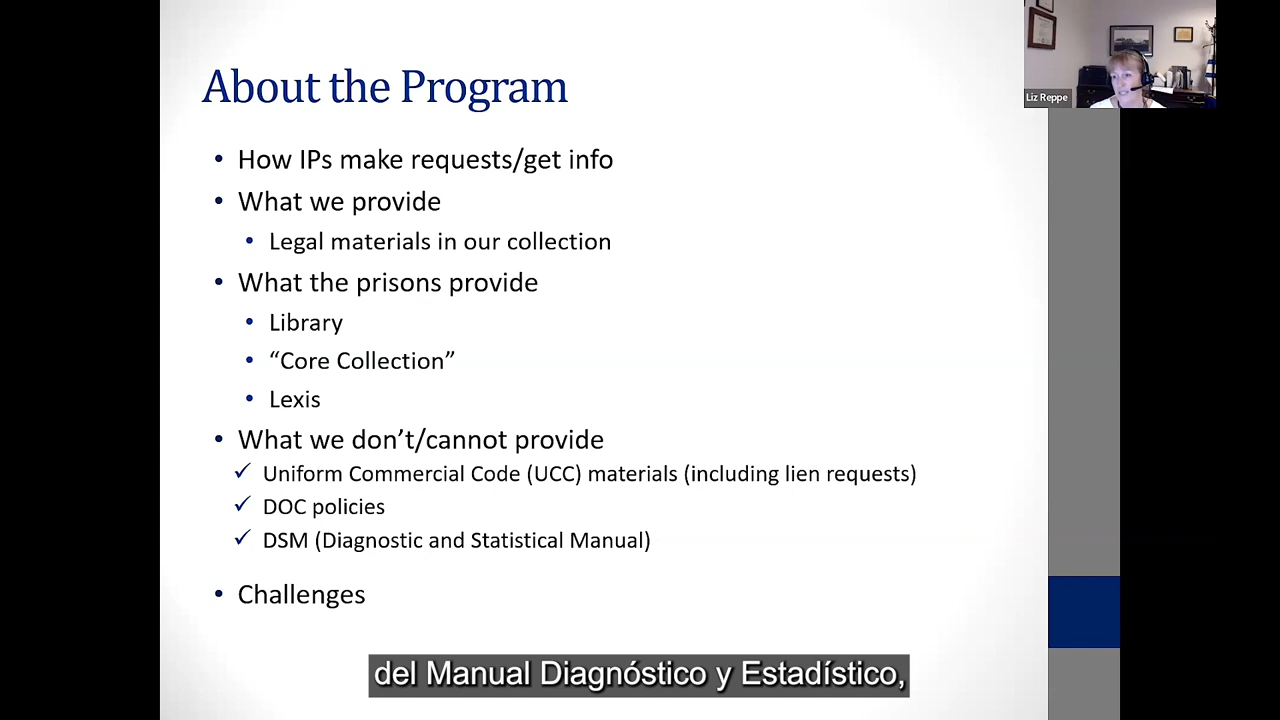 About the Program
• How IPs make requests/get info
• What we provide
• Legal materials in our collection
• What the prisons provide
• Library
• “Core Collection”
• Lexis
• What we don’t/cannot provide
✓ Uniform Commercial Code (UCC) materials (including lien requests)
✓ DOC policies
✓ DSM (Diagnostic and Statistical Manual)
• Challenges
Liz Reppe
del Manual Diagnóstico y Estadístico,